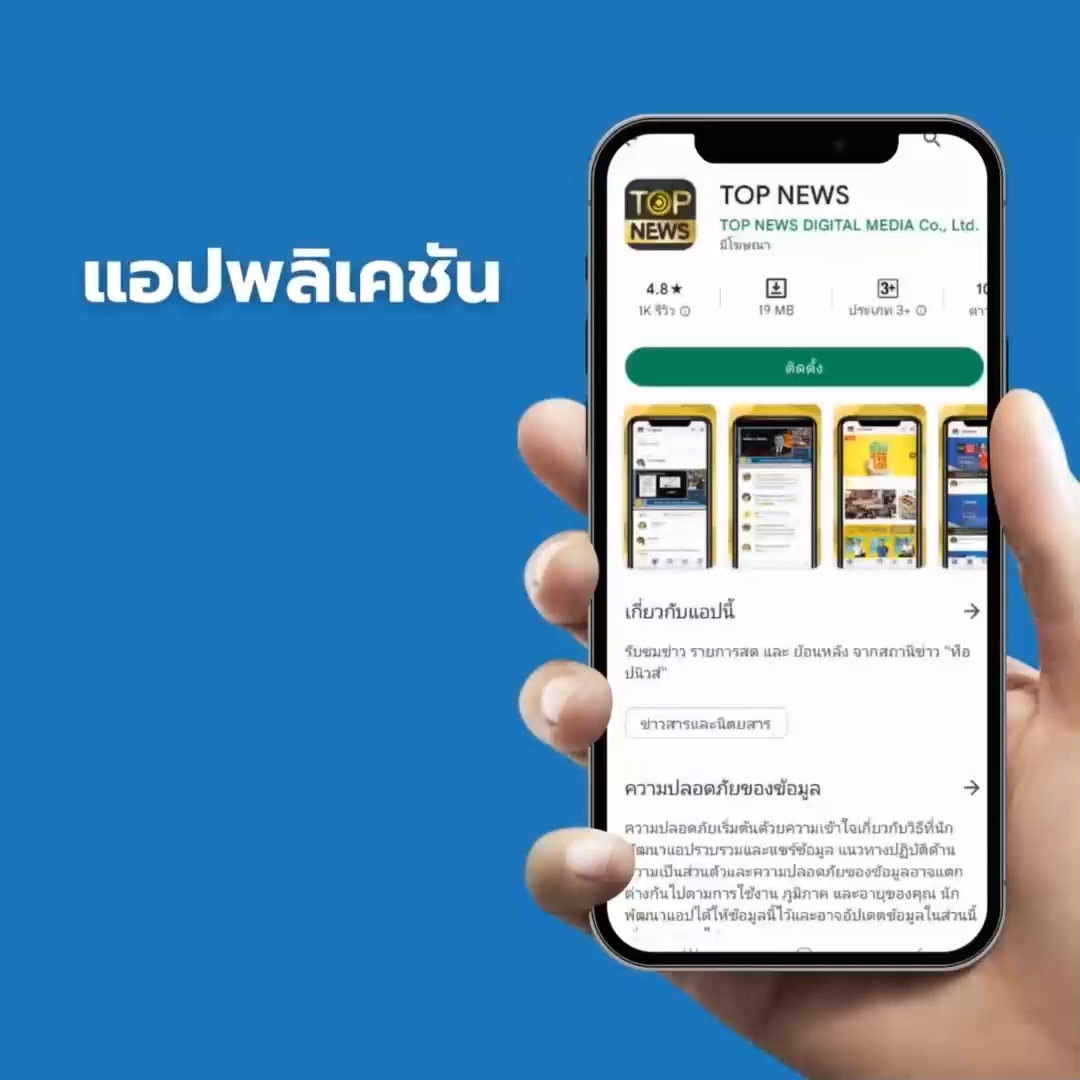 แอปพลิเคชัน
TOP
NEWS
TOP NEWS
TOP NEWS DIGITAL MEDIA Co., Ltd.
มีโฆษณา
4.8★
1K รีวิว
19 MB
3+
ประเภท 3+
10
ดาว
ติดตั้ง
เกี่ยวกับแอปนี้
รับชมข่าว รายการสด และ ย้อนหลัง จากสถานีข่าว "ท็อ
ปนิวส์"
ข่าวสารและนิตยสาร
ความปลอดภัยของข้อมูล
ความปลอดภัยเริ่มต้นด้วยความเข้าใจเกี่ยวกับวิธีที่นัก
พัฒนาแอปรวบรวมและแชร์ข้อมูล แนวทางปฏิบัติด้าน
ความเป็นส่วนตัวและความปลอดภัยของข้อมูลอาจแตก
ต่างกันไปตามการใช้งาน ภูมิภาค และอายุของคุณ นัก
พัฒนาแอปได้ให้ข้อมูลนี้ไว้และอาจอัปเดตข้อมูลในส่วนนี้